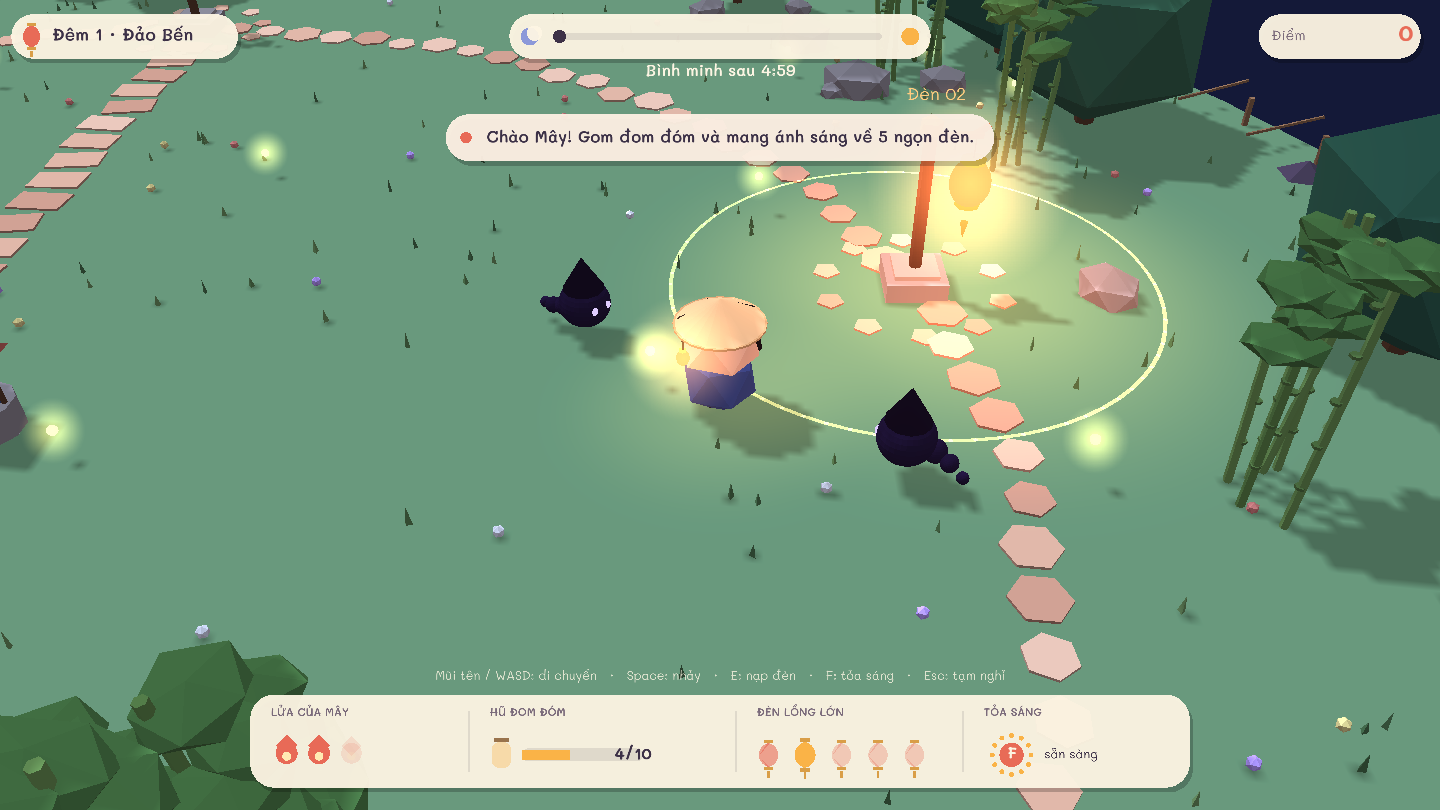 Đêm 1 · Đảo Bến
Bình minh sau 4:59
Điểm 0
Đèn 02
Chào Mây! Gom đom đóm và mang ánh sáng về 5 ngọn đèn.
Mũi tên / WASD: di chuyển · Space: nhảy · E: nạp đèn · F: tỏa sáng · Esc: tạm nghỉ
LỬA CỦA MÂY
HŨ ĐOM ĐÓM
4/10
ĐÈN LỒNG LỚN
TỎA SÁNG
F sẵn sàng